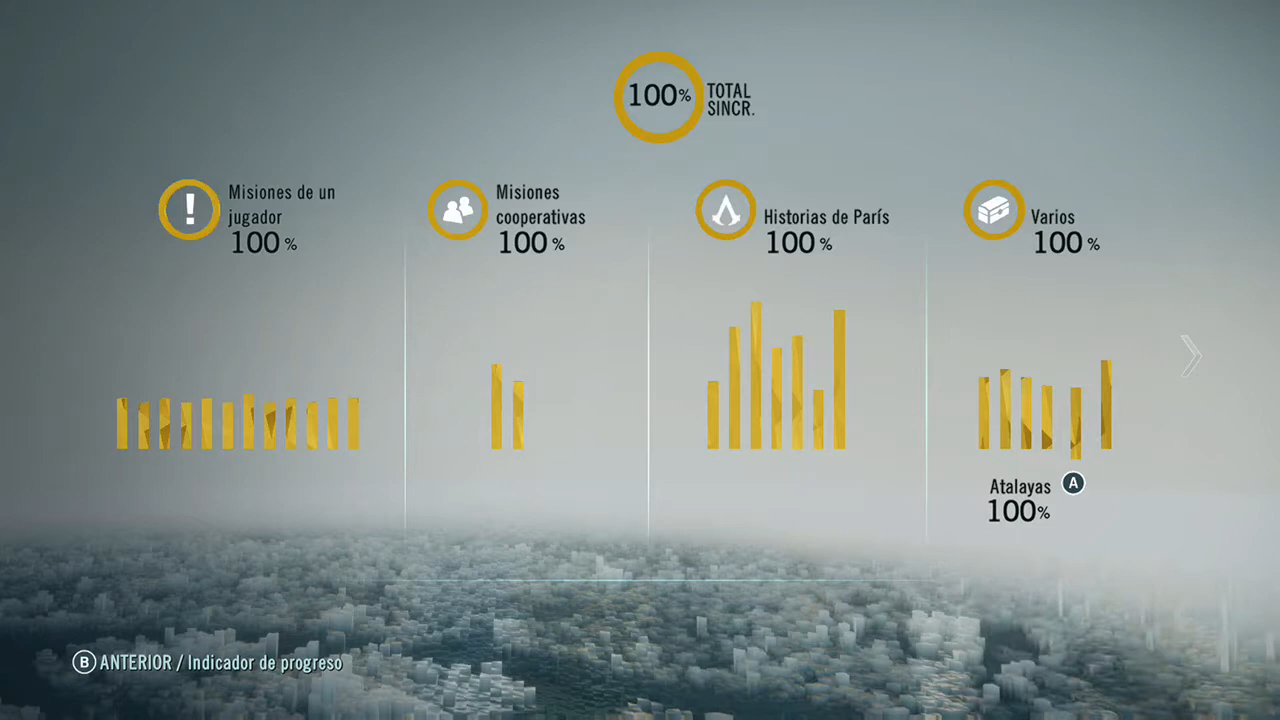 100%
TOTAL
SINCR.
Misiones de un
jugador
100 %
Misiones
cooperativas
100 %
Historias de París
100 %
Varios
100 %
Atalayas A
100%
B ANTERIOR / Indicador de progreso